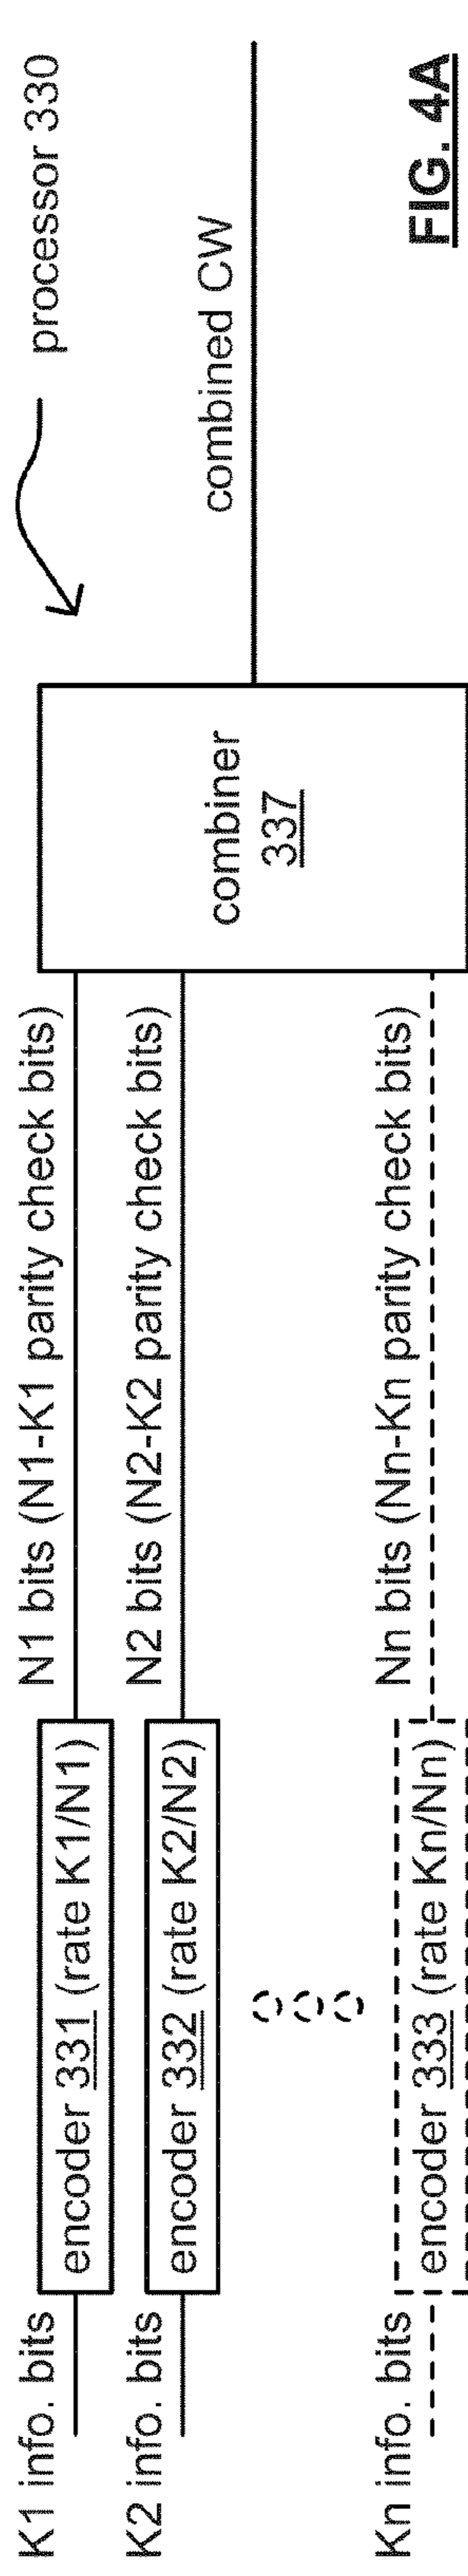 processor 330
K1 info. bits
encoder 331 (rate K1/N1)
N1 bits (N1-K1 parity check bits)
K2 info. bits
encoder 332 (rate K2/N2)
N2 bits (N2-K2 parity check bits)
combiner
337
combined CW
Kn info. bits
encoder 333 (rate Kn/Nn)
Nn bits (Nn-Kn parity check bits)
FIG. 4A